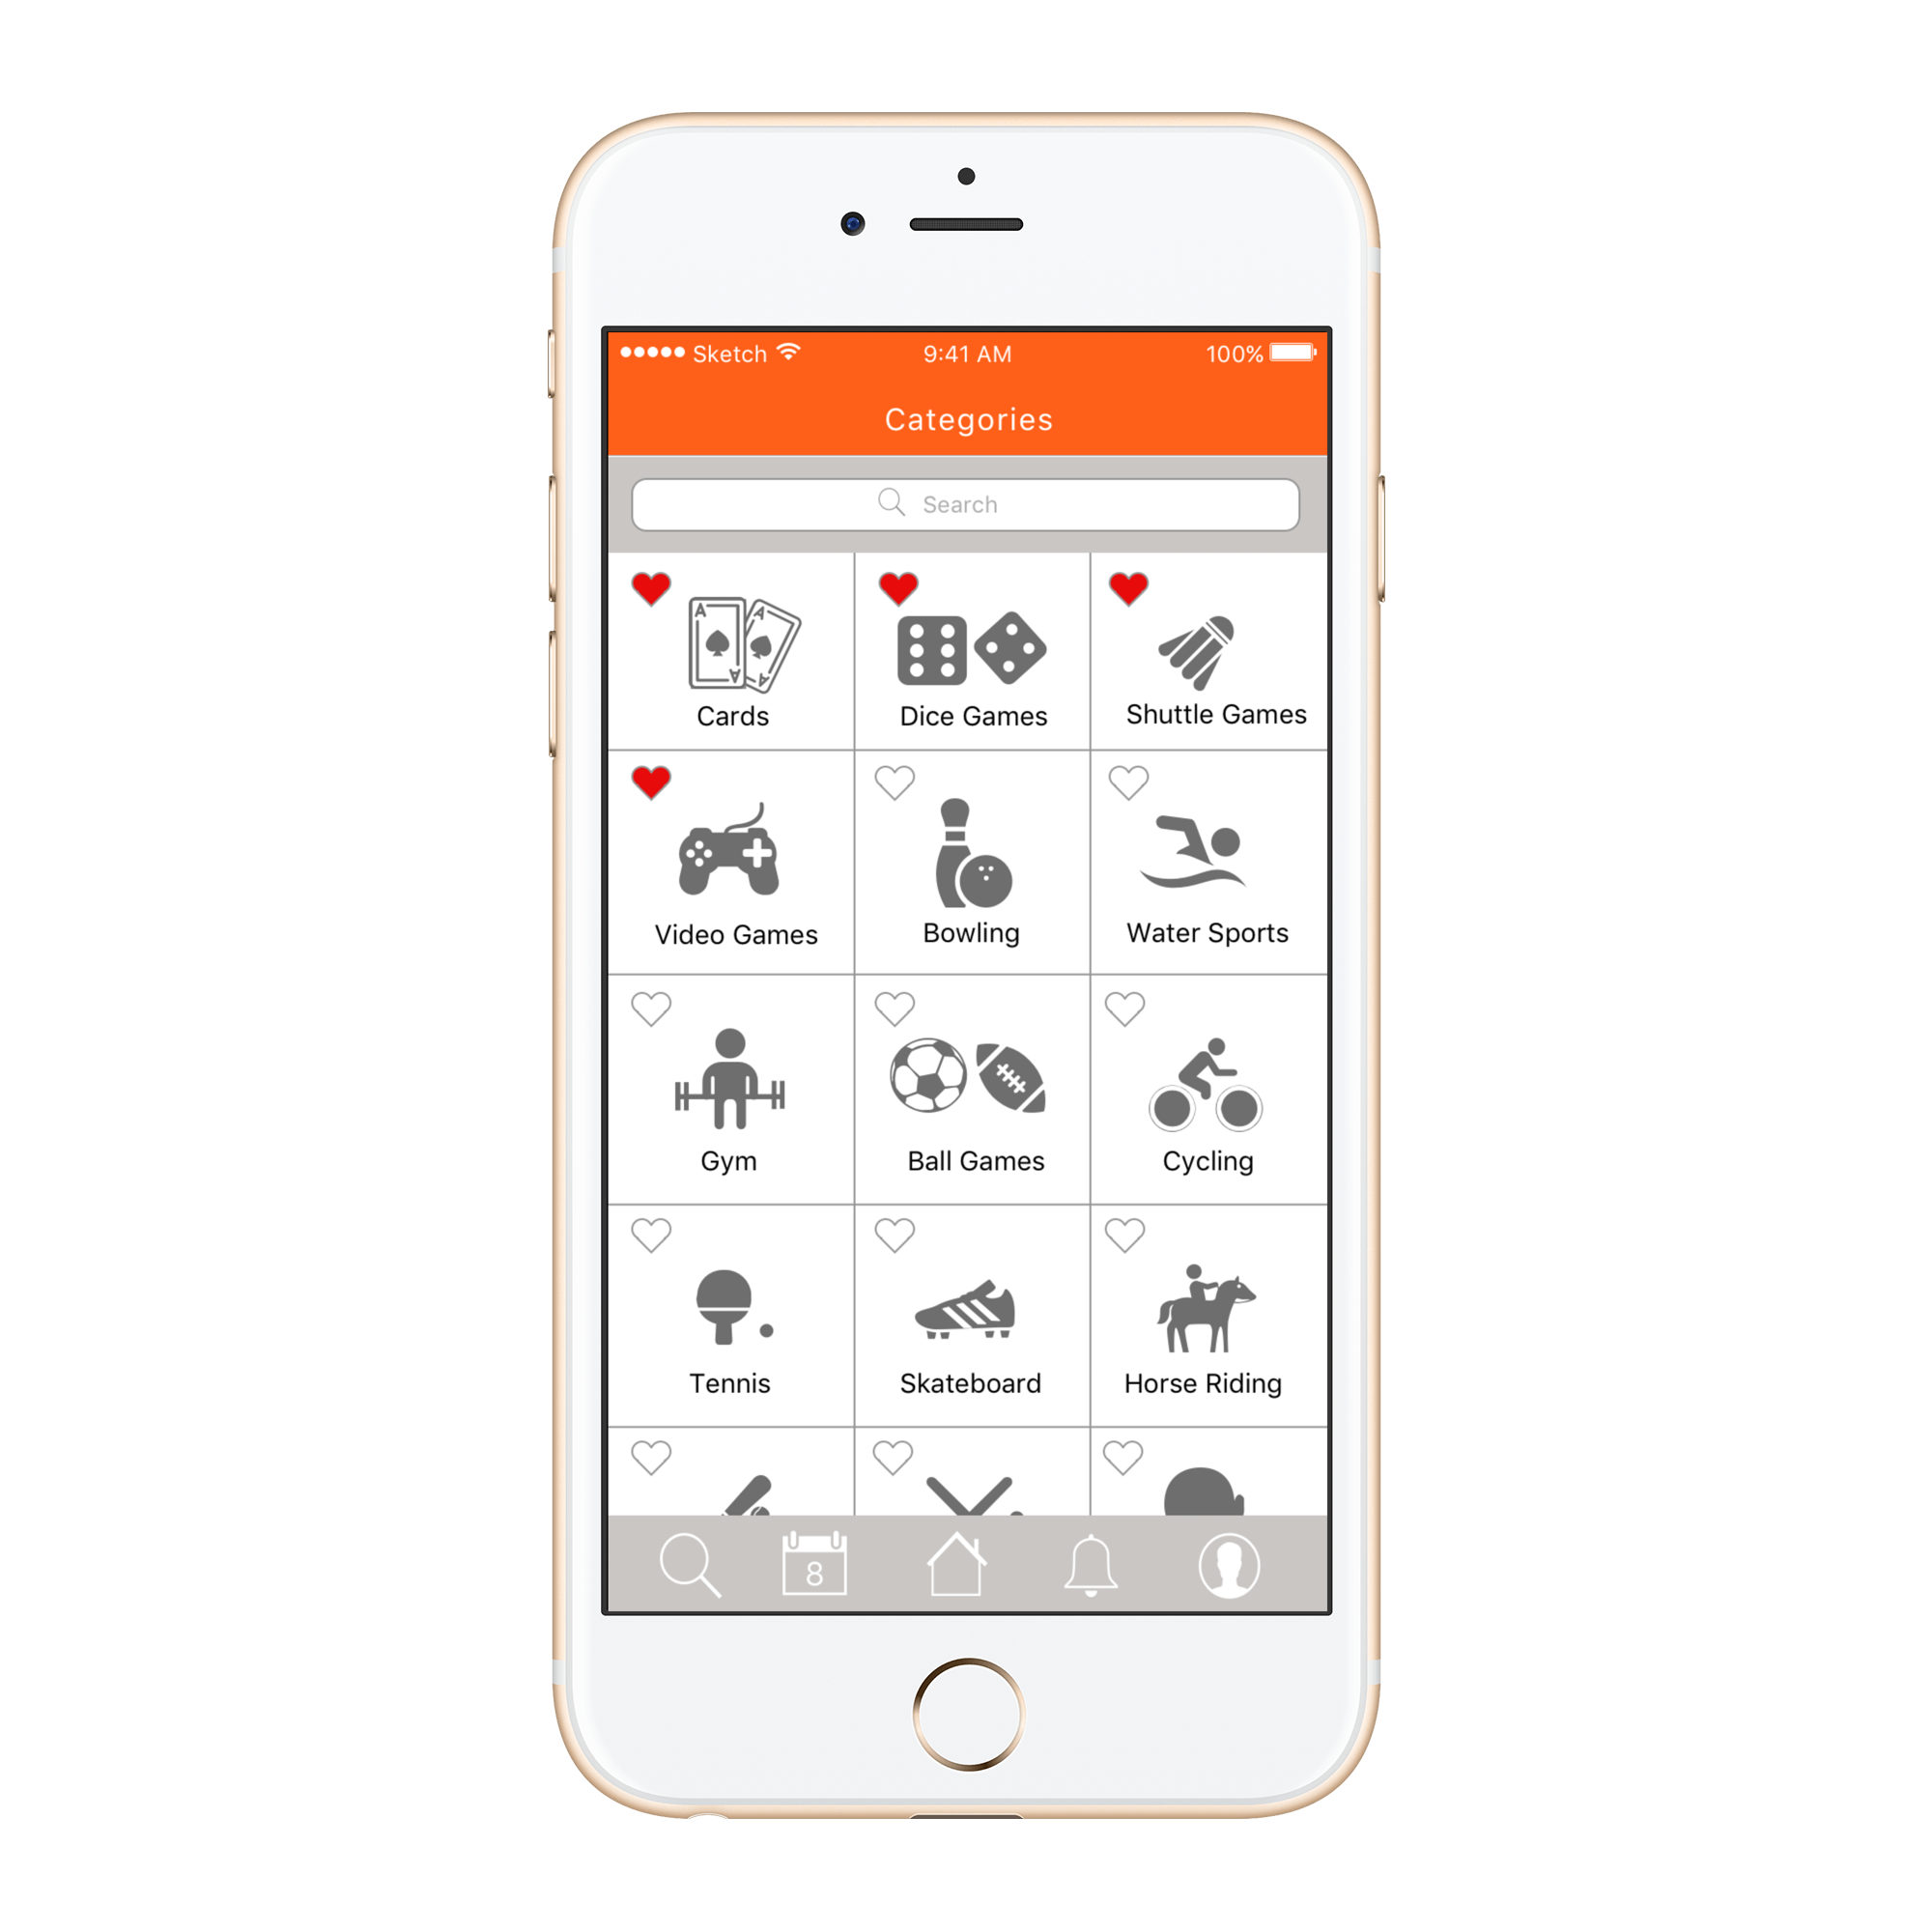 Sketch 9:41 AM 100%
Categories
Search
A A A A
Cards Dice Games Shuttle Games
Video Games Bowling Water Sports
Gym Ball Games Cycling
Tennis Skateboard Horse Riding
8